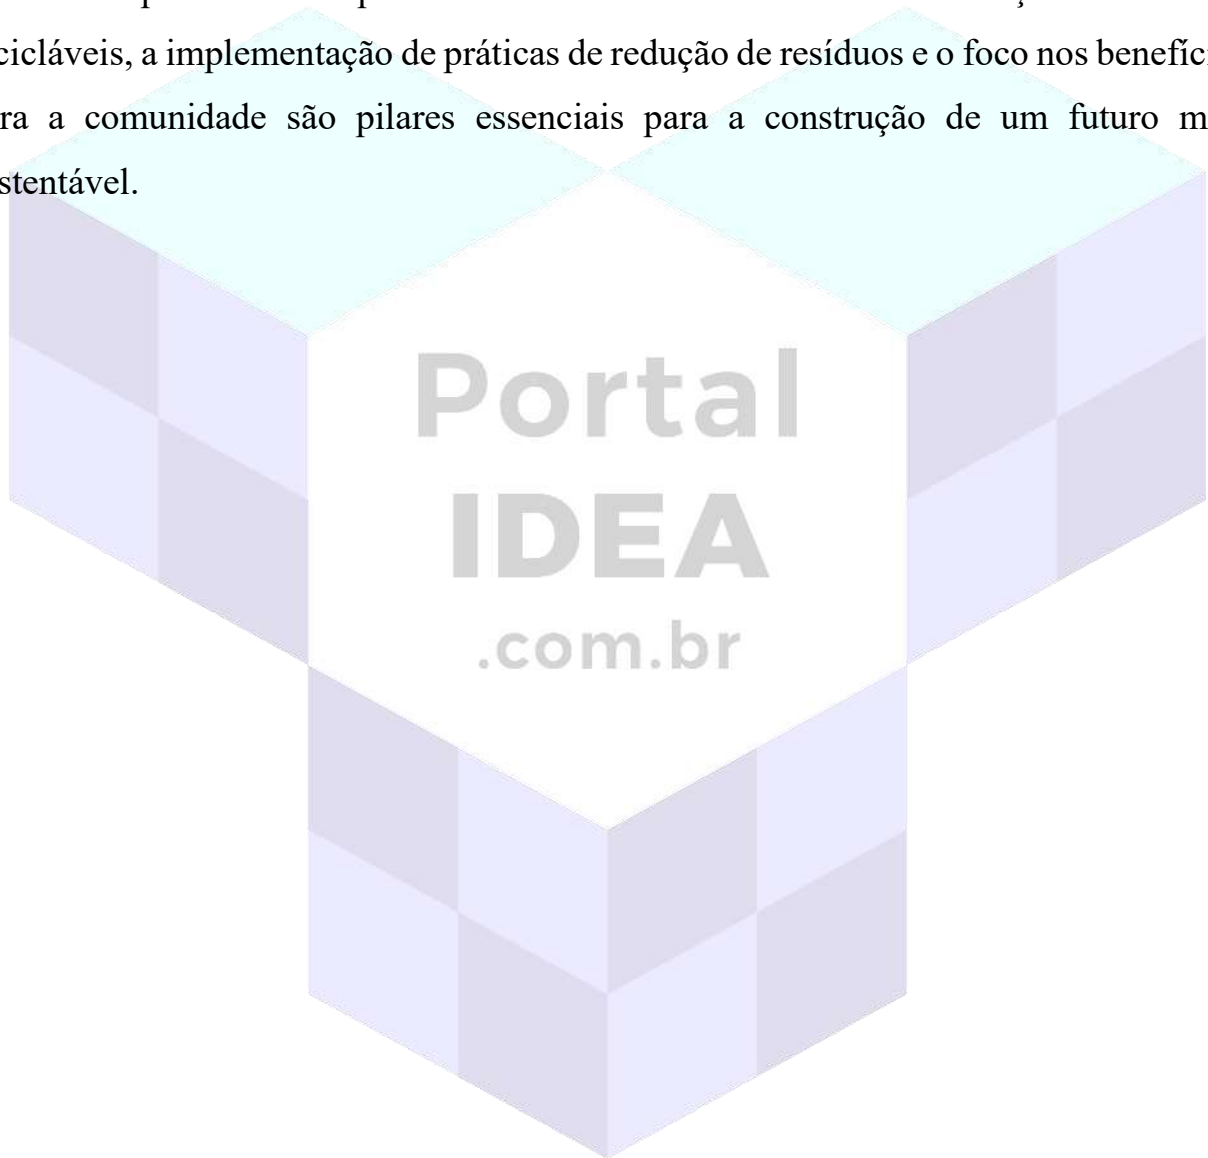 cicláveis, a implementação de práticas de redução de resíduos e o foco nos benefíci
ra a comunidade são pilares essenciais para a construção de um futuro m
stentável.
Portal
IDEA
.com.br